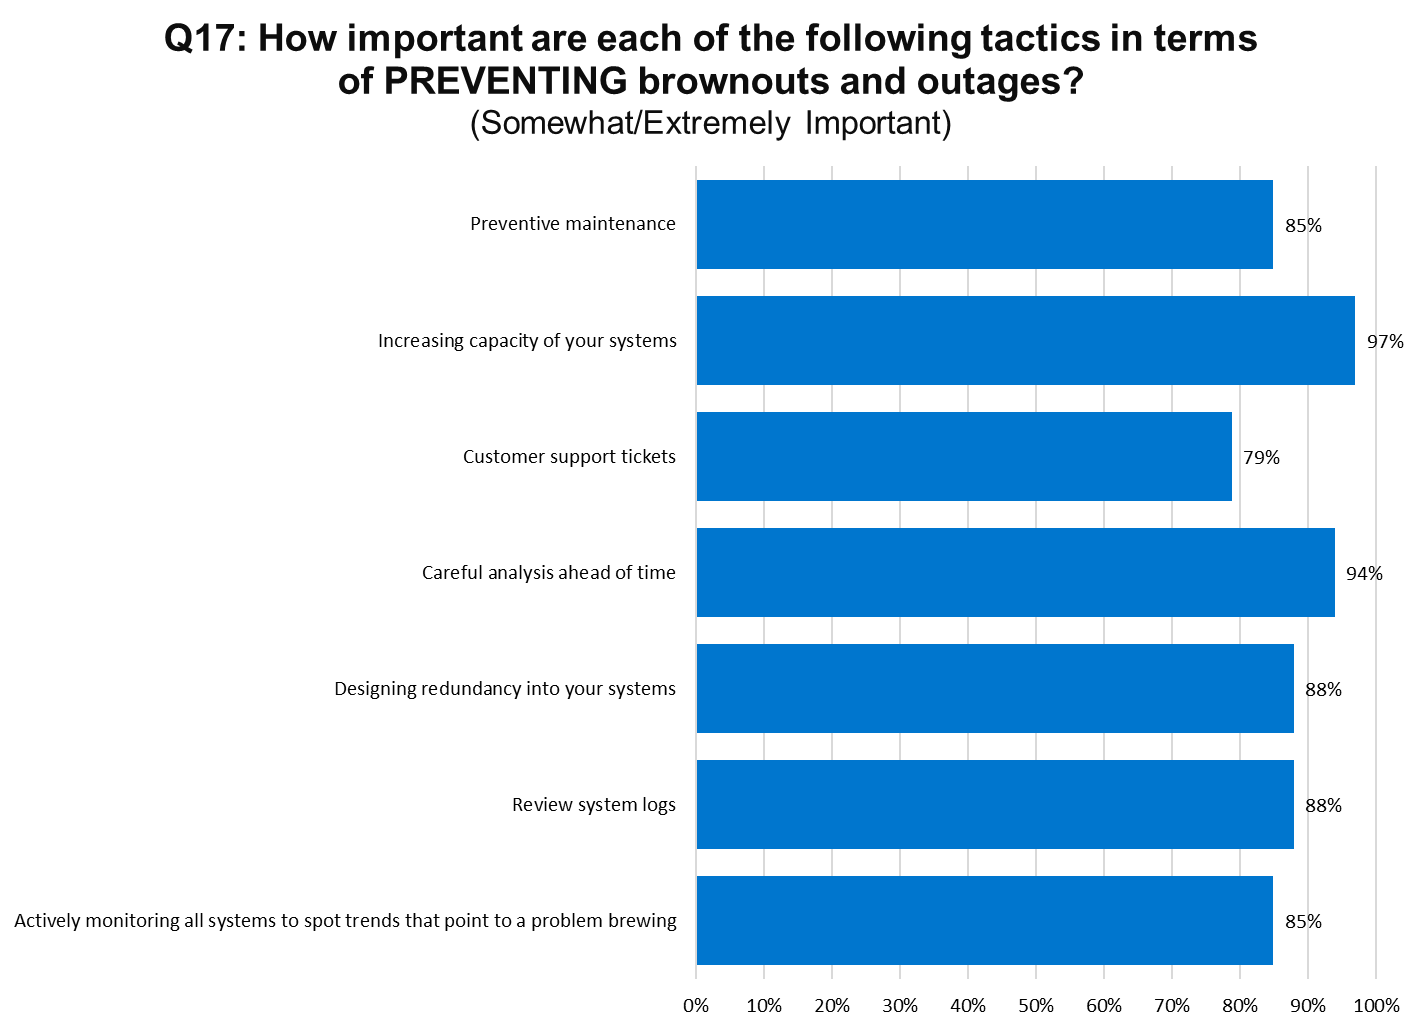 Q17: How important are each of the following tactics in terms
of PREVENTING brownouts and outages?
(Somewhat/Extremely Important)
Preventive maintenance
85%
Increasing capacity of your systems
97%
Customer support tickets
79%
Careful analysis ahead of time
94%
Designing redundancy into your systems
88%
Review system logs
88%
Actively monitoring all systems to spot trends that point to a problem brewing
85%
0% 10% 20% 30% 40% 50% 60% 70% 80% 90% 100%